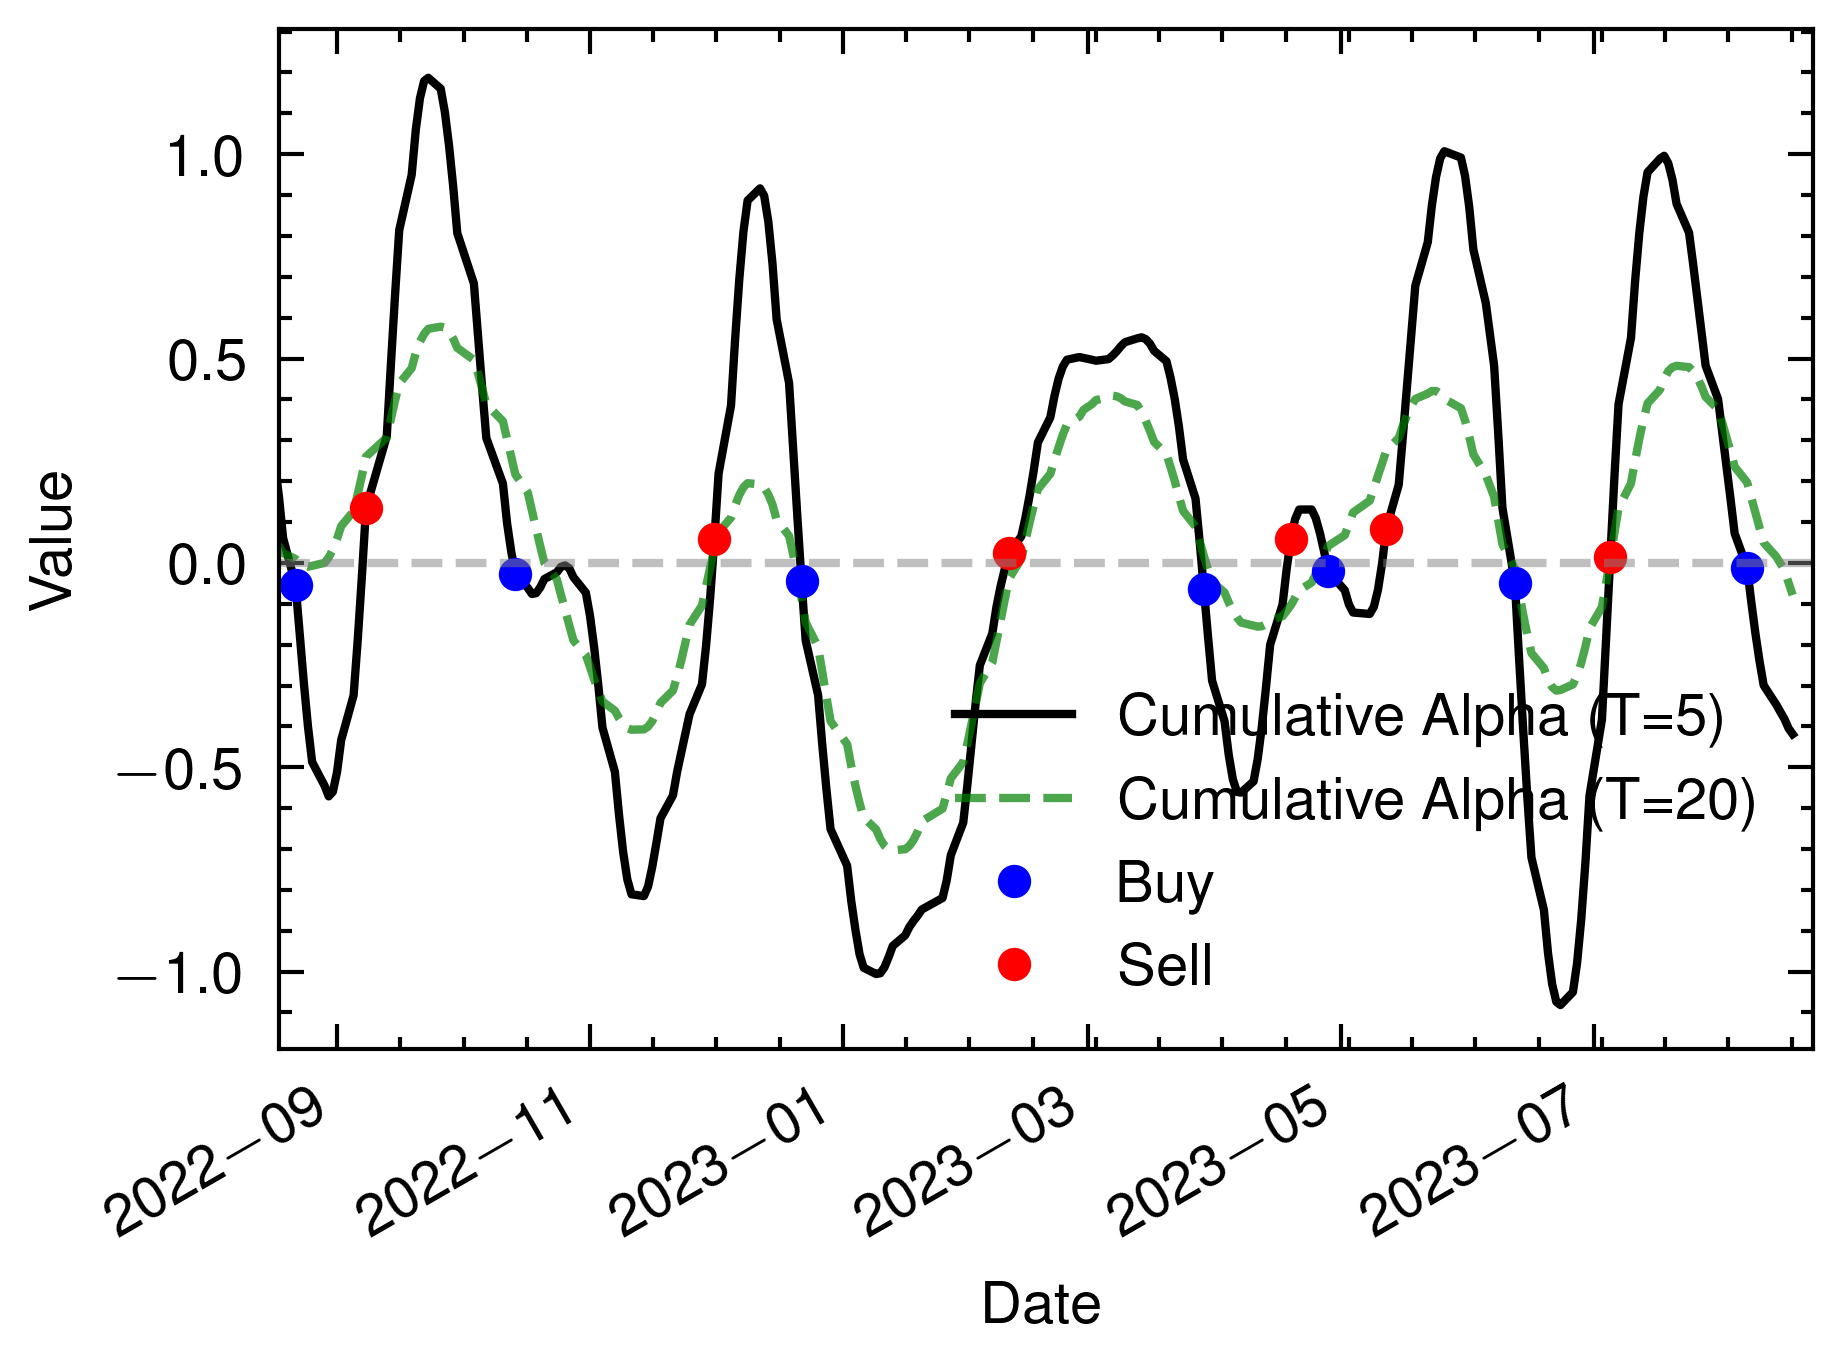 1.0
0.5
0.0
−0.5
−1.0
Value
Cumulative Alpha (T=5)
Cumulative Alpha (T=20)
Buy
Sell
2022−09
2022−11
2023−01
2023−03
2023−05
2023−07
Date